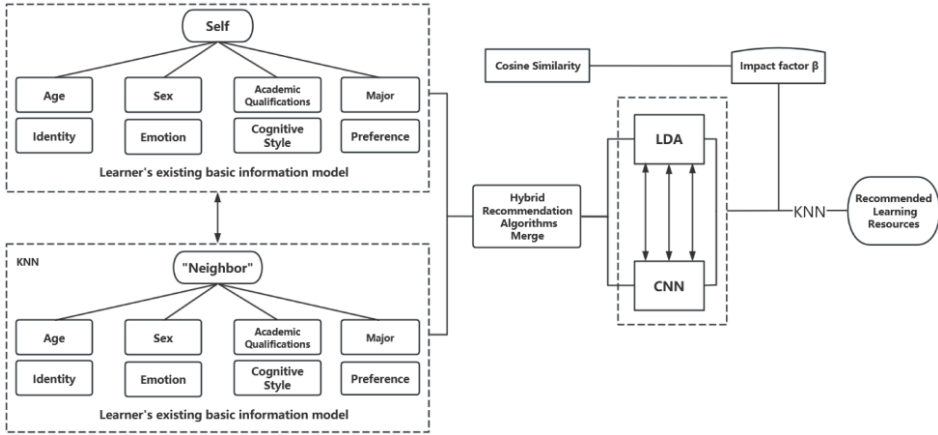 Self
Age
Sex
Academic
Qualifications
Major
Identity
Emotion
Cognitive
Style
Preference
Learner's existing basic information model
KNN
"Neighbor"
Age
Sex
Academic
Qualifications
Major
Identity
Emotion
Cognitive
Style
Preference
Learner's existing basic information model
Hybrid
Recommendation
Algorithms
Merge
Cosine Similarity
Impact factor β
LDA
CNN
KNN
Recommended
Learning
Resources